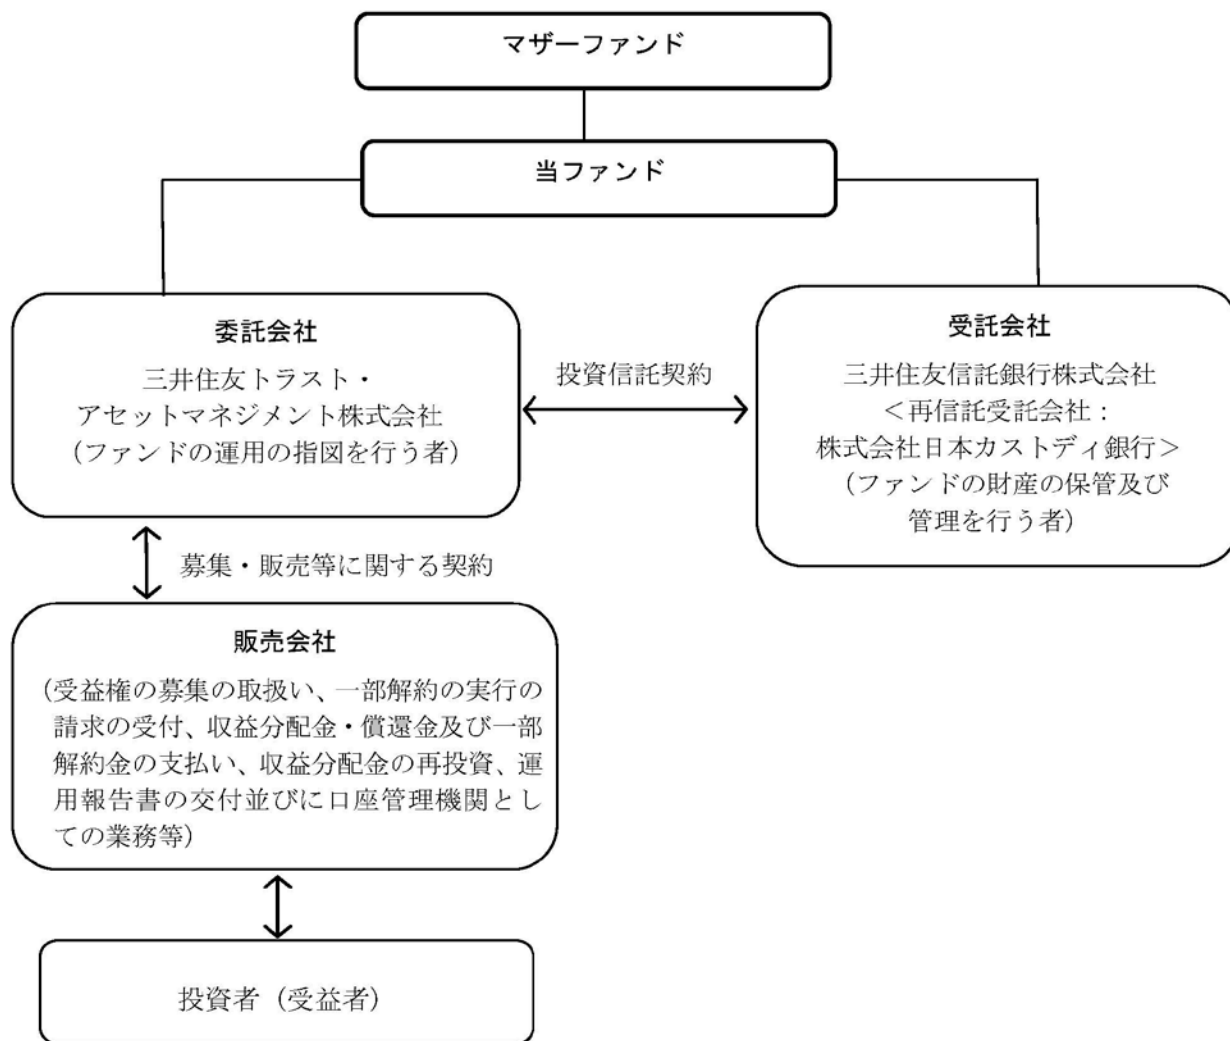 マザーファンド
当ファンド
委託会社
三井住友トラスト・
アセットマネジメント株式会社
（ファンドの運用の指図を行う者）
投資信託契約
受託会社
三井住友信託銀行株式会社
＜再信託受託会社：
株式会社日本カストディ銀行＞
（ファンドの財産の保管及び
管理を行う者）
募集・販売等に関する契約
販売会社
（受益権の募集の取扱い、一部解約の実行の
請求の受付、収益分配金・償還金及び一部
解約金の支払い、収益分配金の再投資、運
用報告書の交付並びに口座管理機関とし
ての業務等）
投資者（受益者）